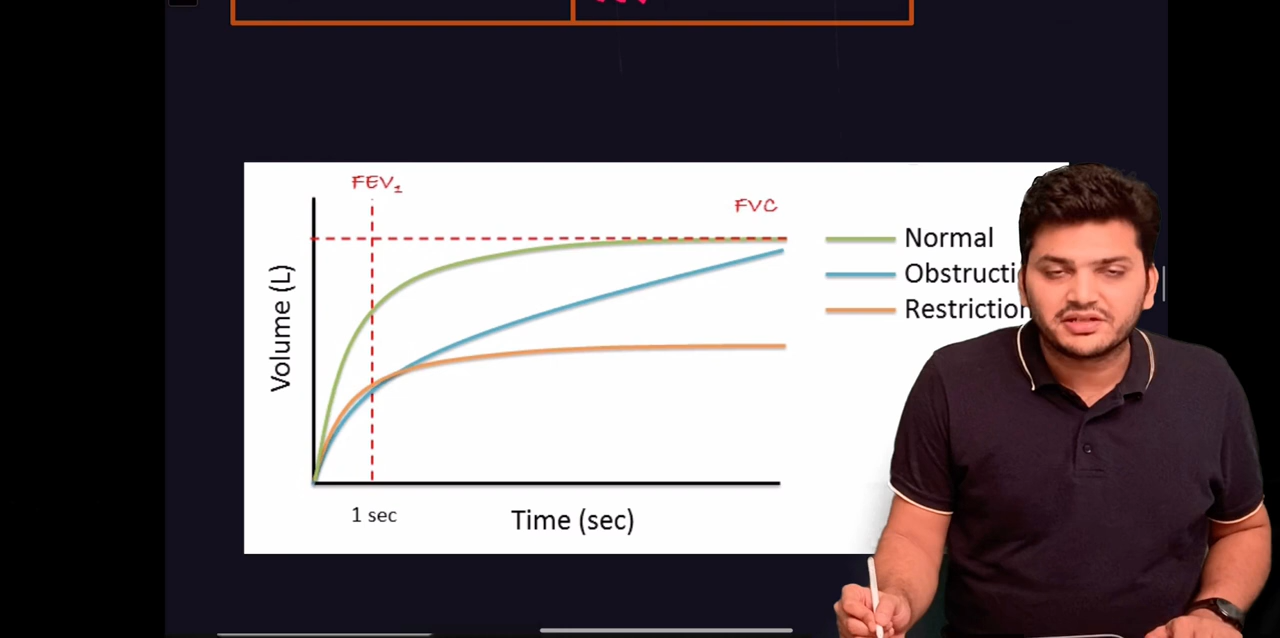 FEV₁
FVC
Normal
Obstructi
Restriction
Volume (L)
1 sec
Time (sec)